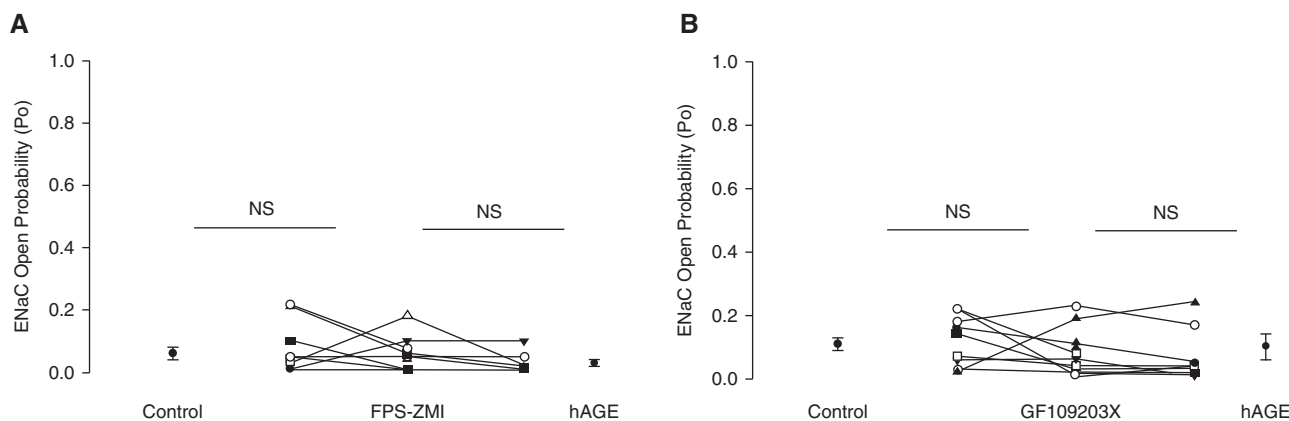 A
ENaC Open Probability (Po)
1.0
0.8
0.6
0.4
0.2
0.0
NS
NS
Control
FPS-ZMI
hAGE
B
ENaC Open Probability (Po)
1.0
0.8
0.6
0.4
0.2
0.0
NS
NS
Control
GF109203X
hAGE